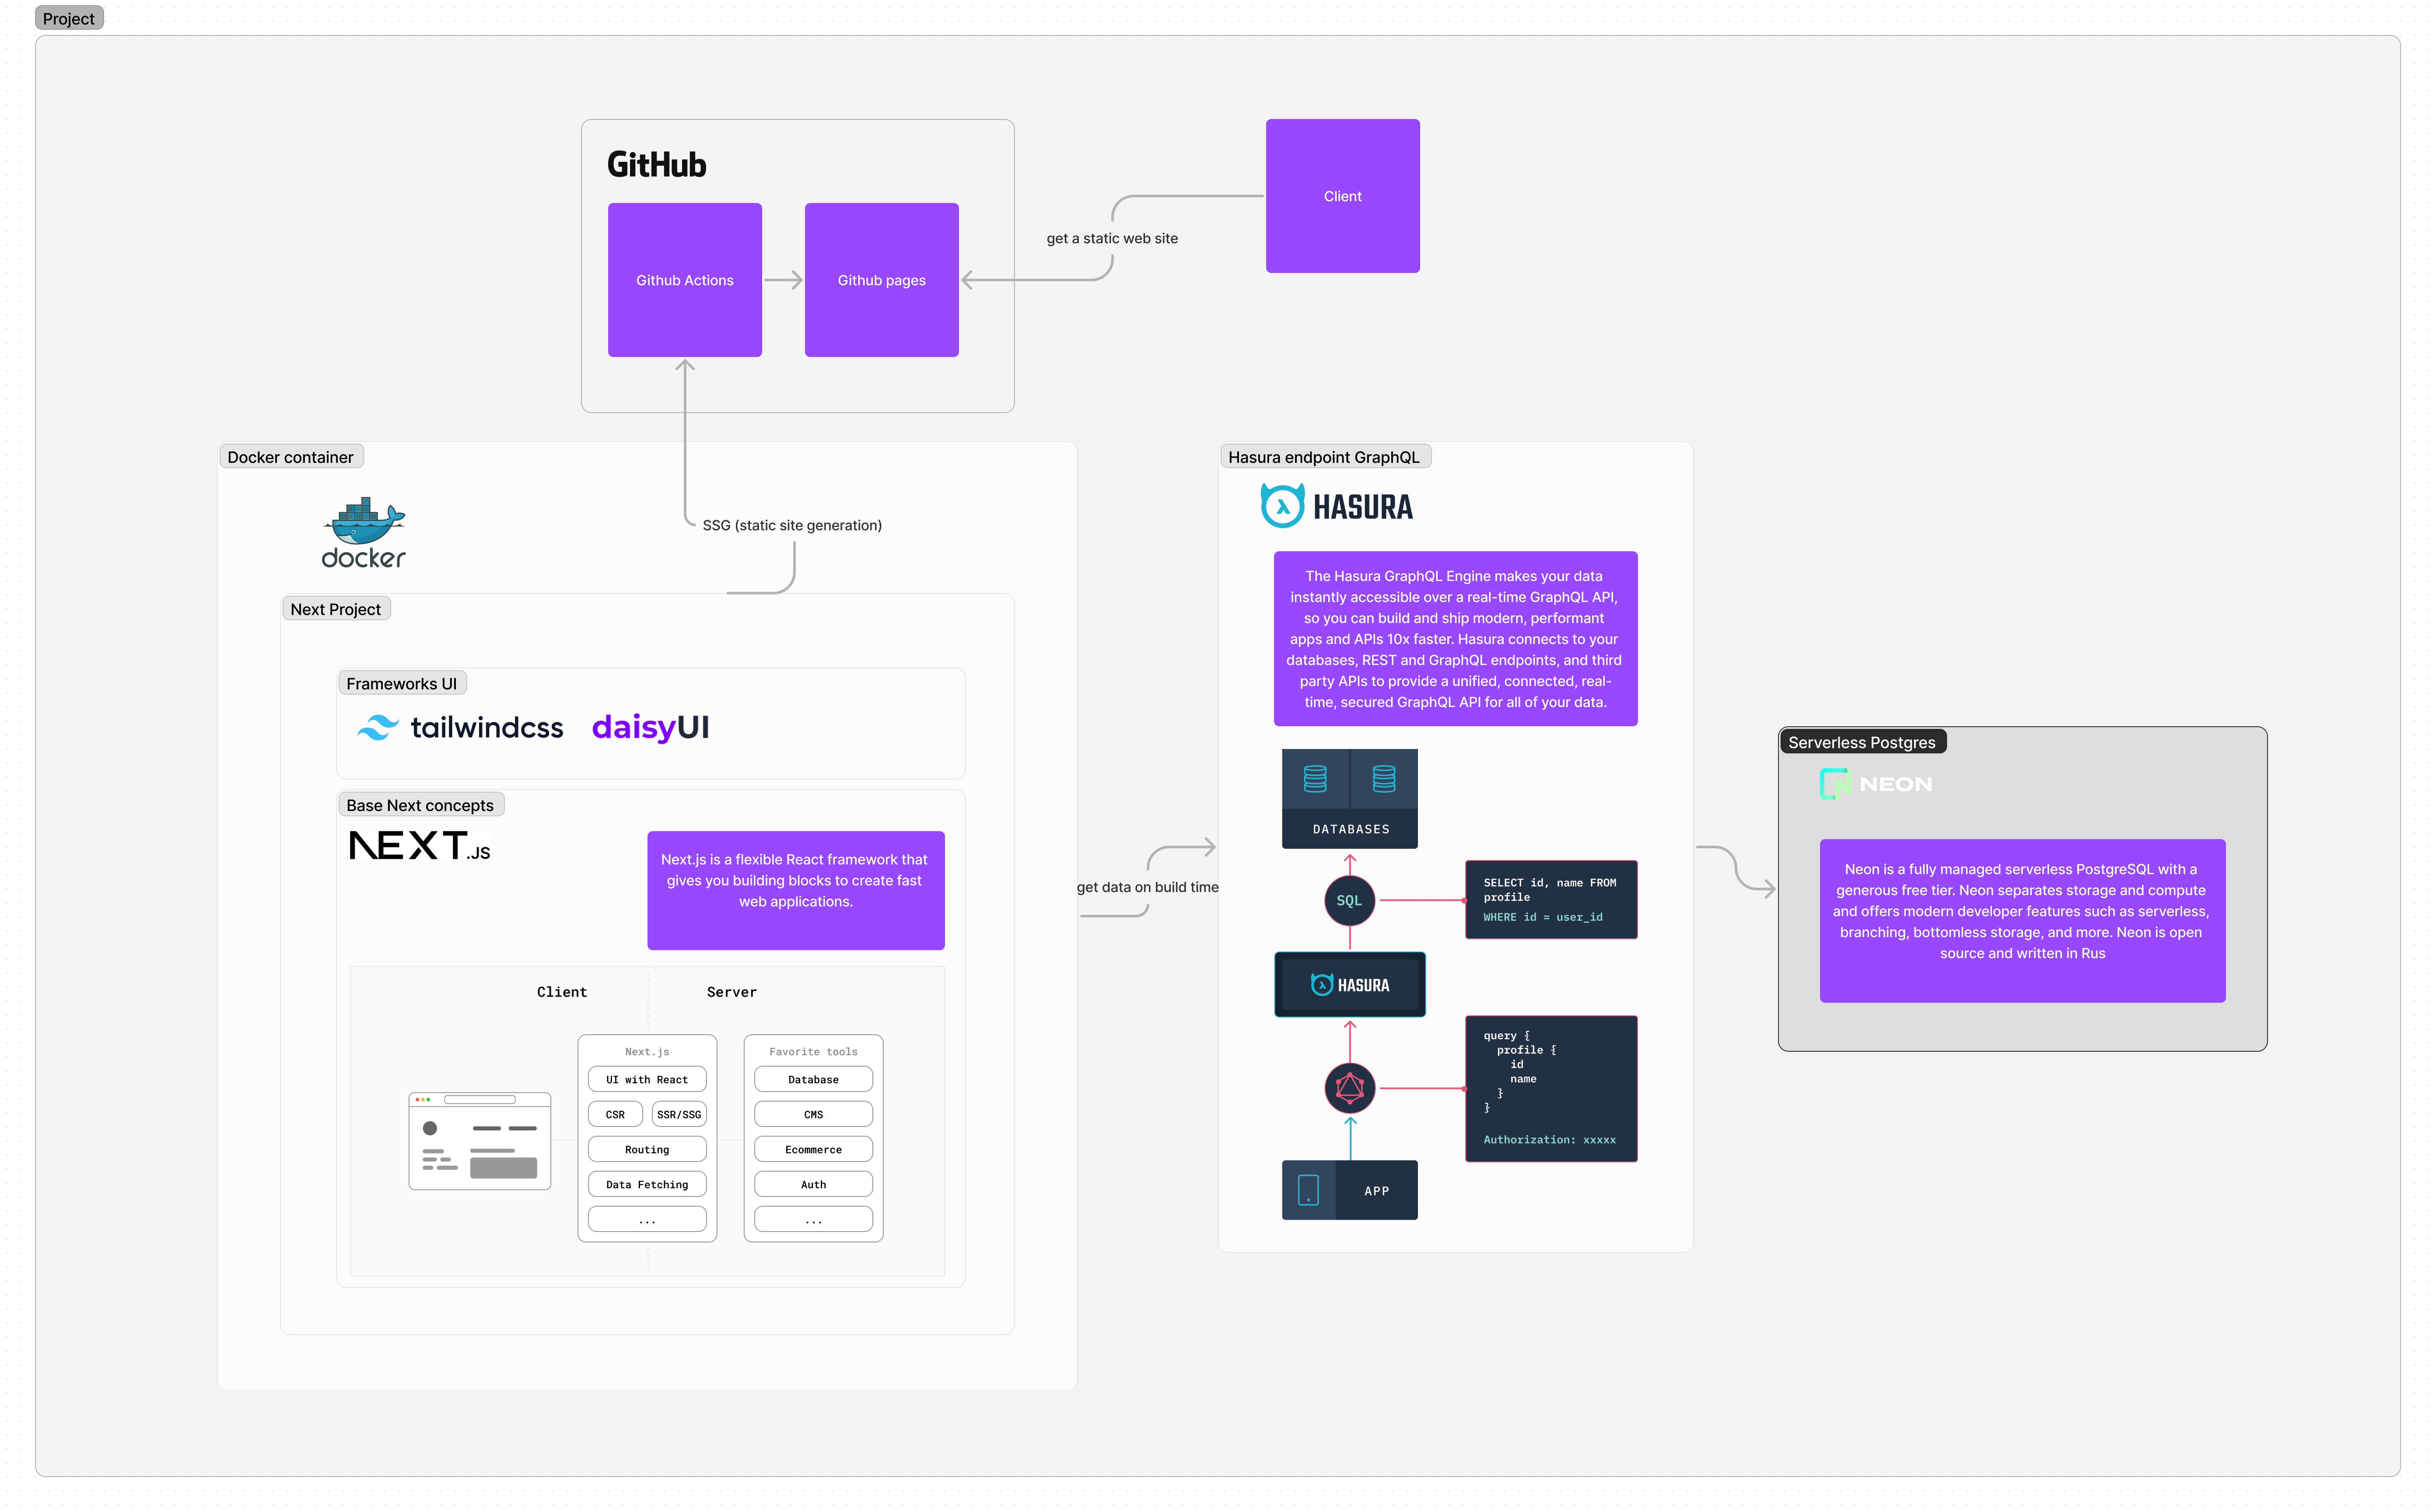 Project
GitHub
Github Actions
Github pages
get a static web site
Client
Docker container
docker
SSG (static site generation)
Next Project
Frameworks UI
tailwindcss
daisyUI
Base Next concepts
NEXT.JS
Next.js is a flexible React framework that
gives you building blocks to create fast
web applications.
Client
Server
Next.js
UI with React
CSR
SSR/SSG
Routing
Data Fetching
...
Favorite tools
Database
CMS
Ecommerce
Auth
...
get data on build time
Hasura endpoint GraphQL
HASURA
The Hasura GraphQL Engine makes your data
instantly accessible over a real-time GraphQL API,
so you can build and ship modern, performant
apps and APIs 10x faster. Hasura connects to your
databases, REST and GraphQL endpoints, and third
party APIs to provide a unified, connected, real-
time, secured GraphQL API for all of your data.
DATABASES
SQL
SELECT id, name FROM
profile
WHERE id = user_id
HASURA
query {
profile {
id
name
}
}
Authorization: xxxxx
APP
Serverless Postgres
NEON
Neon is a fully managed serverless PostgreSQL with a
generous free tier. Neon separates storage and compute
and offers modern developer features such as serverless,
branching, bottomless storage, and more. Neon is open
source and written in Rus